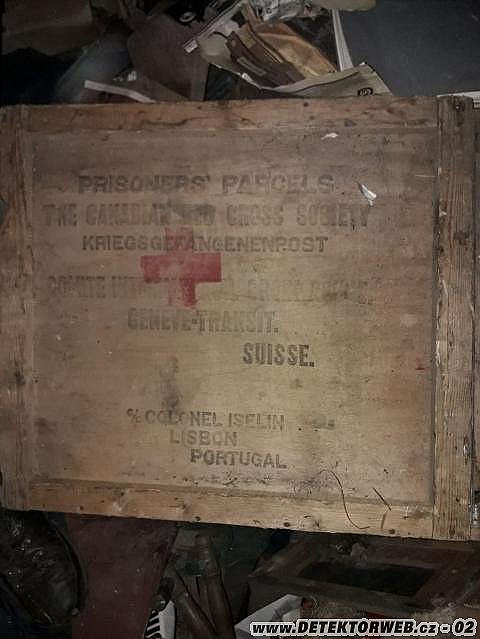 PRISONERS' PARCELS
THE CANADIAN RED CROSS SOCIETY
KRIEGSGEFANGENENPOST
COMITE
GENEVE-TRANSIT.
SUISSE.
℅ COLONEL ISELIN
LISBON
PORTUGAL
www.DETEKTORWEB.cz - 02